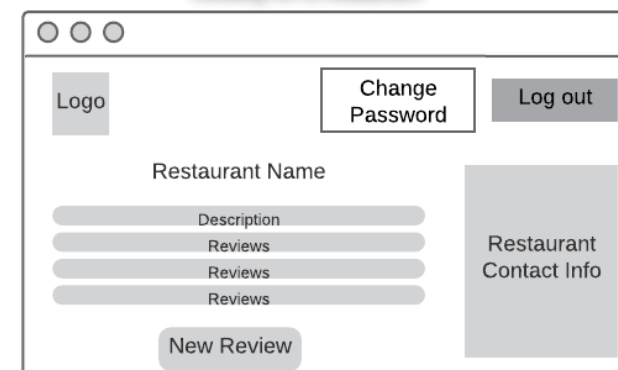 Logo
Change
Password
Log out
Restaurant Name
Description
Reviews
Reviews
Reviews
New Review
Restaurant
Contact Info